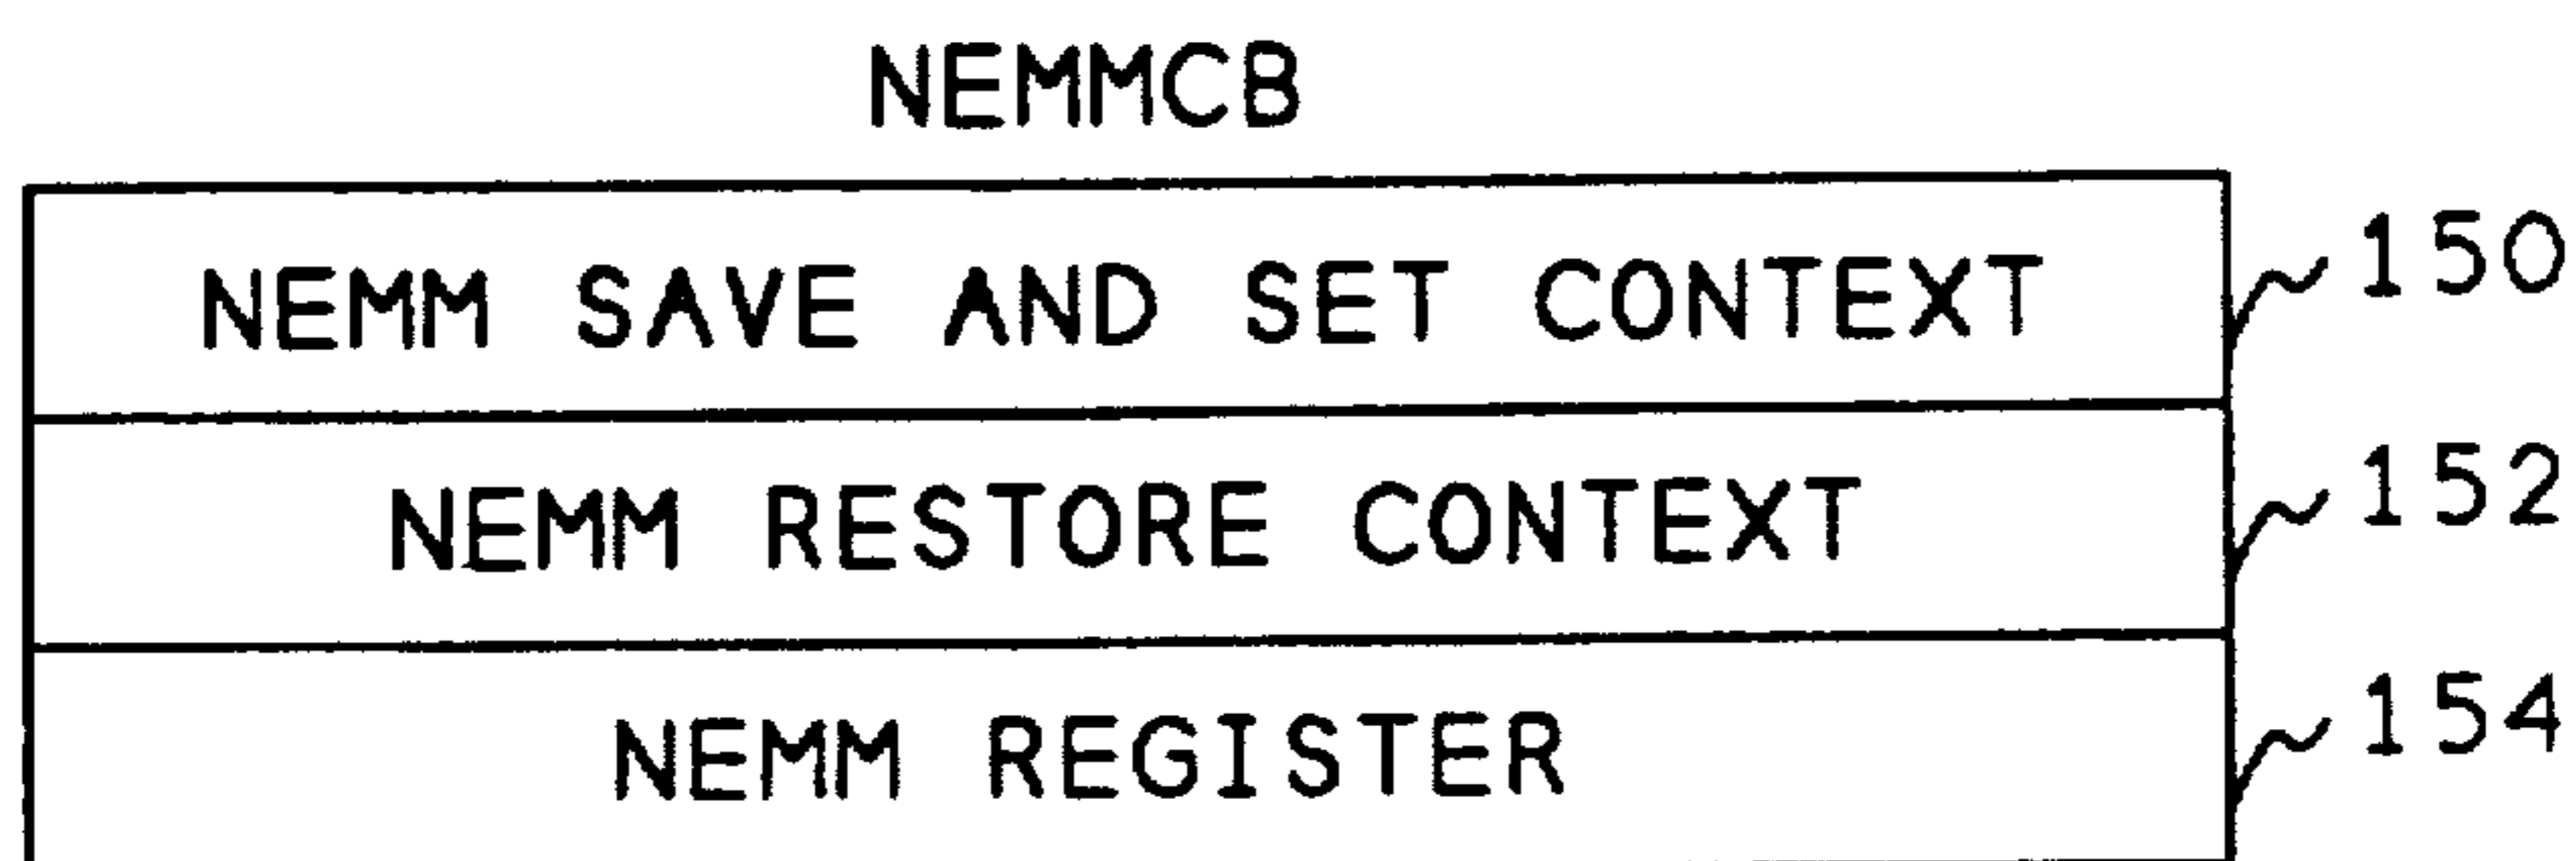 NEMMCB
NEMM SAVE AND SET CONTEXT 150
NEMM RESTORE CONTEXT 152
NEMM REGISTER 154